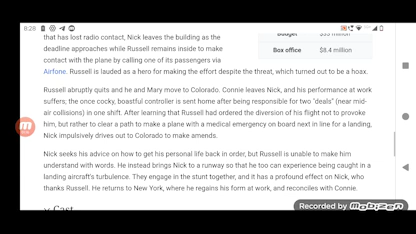 8:28
that has lost radio contact, Nick leaves the building as the
deadline approaches while Russell remains inside to make
contact with the plane by calling one of its passengers via
Airfone. Russell is lauded as a hero for making the effort despite the threat, which turned out to be a hoax.
Budget $33 million
Box office $8.4 million
Russell abruptly quits and he and Mary move to Colorado. Connie leaves Nick, and his performance at work
suffers; the once cocky, boastful controller is sent home after being responsible for two "deals" (near mid-
air collisions) in one shift. After learning that Russell had ordered the diversion of his flight not to provoke
him, but rather to clear a path to make a plane with a medical emergency on board next in line for a landing,
Nick impulsively drives out to Colorado to make amends.
Nick seeks his advice on how to get his personal life back in order, but Russell is unable to make him
understand with words. He instead brings Nick to a runway so that he too can experience being caught in a
landing aircraft's turbulence. They engage in the stunt together, and it has a profound effect on Nick, who
thanks Russell. He returns to New York, where he regains his form at work, and reconciles with Connie.
Cast
Recorded by Mobizen